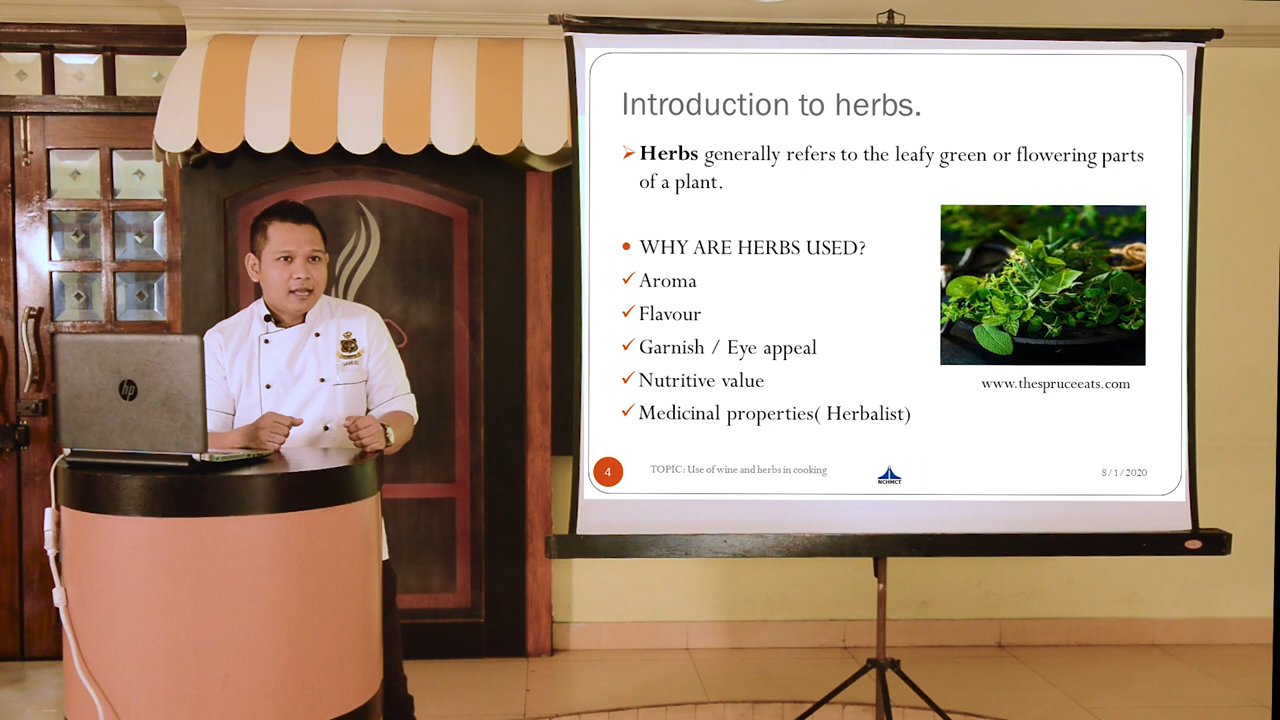 Introduction to herbs.
Herbs generally refers to the leafy green or flowering parts
of a plant.
WHY ARE HERBS USED?
Aroma
Flavour
Garnish / Eye appeal
Nutritive value
Medicinal properties( Herbalist)
www.thespruceeats.com
4
TOPIC: Use of wine and herbs in cooking
NCHMCT
8/1/2020
hp